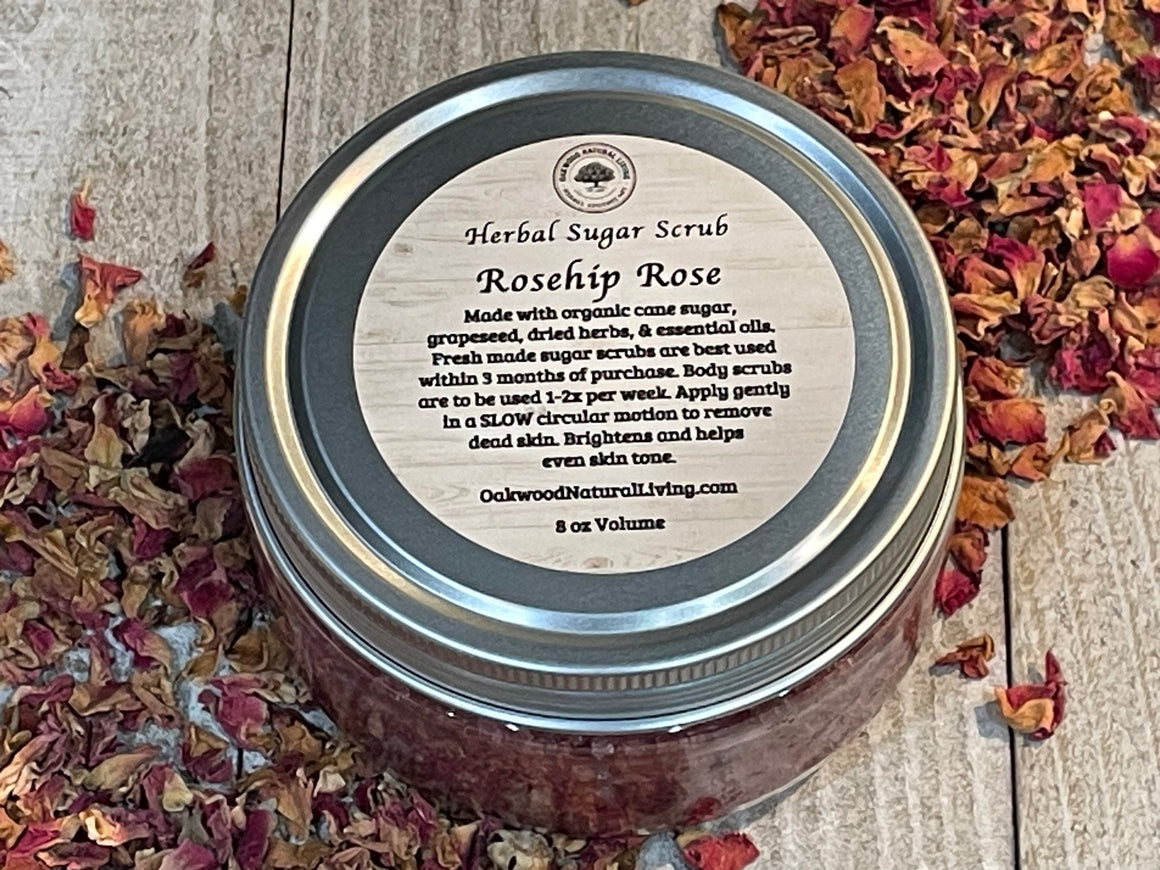 OAKWOOD NATURAL LIVING
Herbal Sugar Scrub
Rosehip Rose
Made with organic cane sugar,
grapeseed, dried herbs, & essential oils.
Fresh made sugar scrubs are best used
within 3 months of purchase. Body scrubs
are to be used 1-2x per week. Apply gently
in a SLOW circular motion to remove
dead skin. Brightens and helps
even skin tone.
OakwoodNaturalLiving.com
8 oz Volume